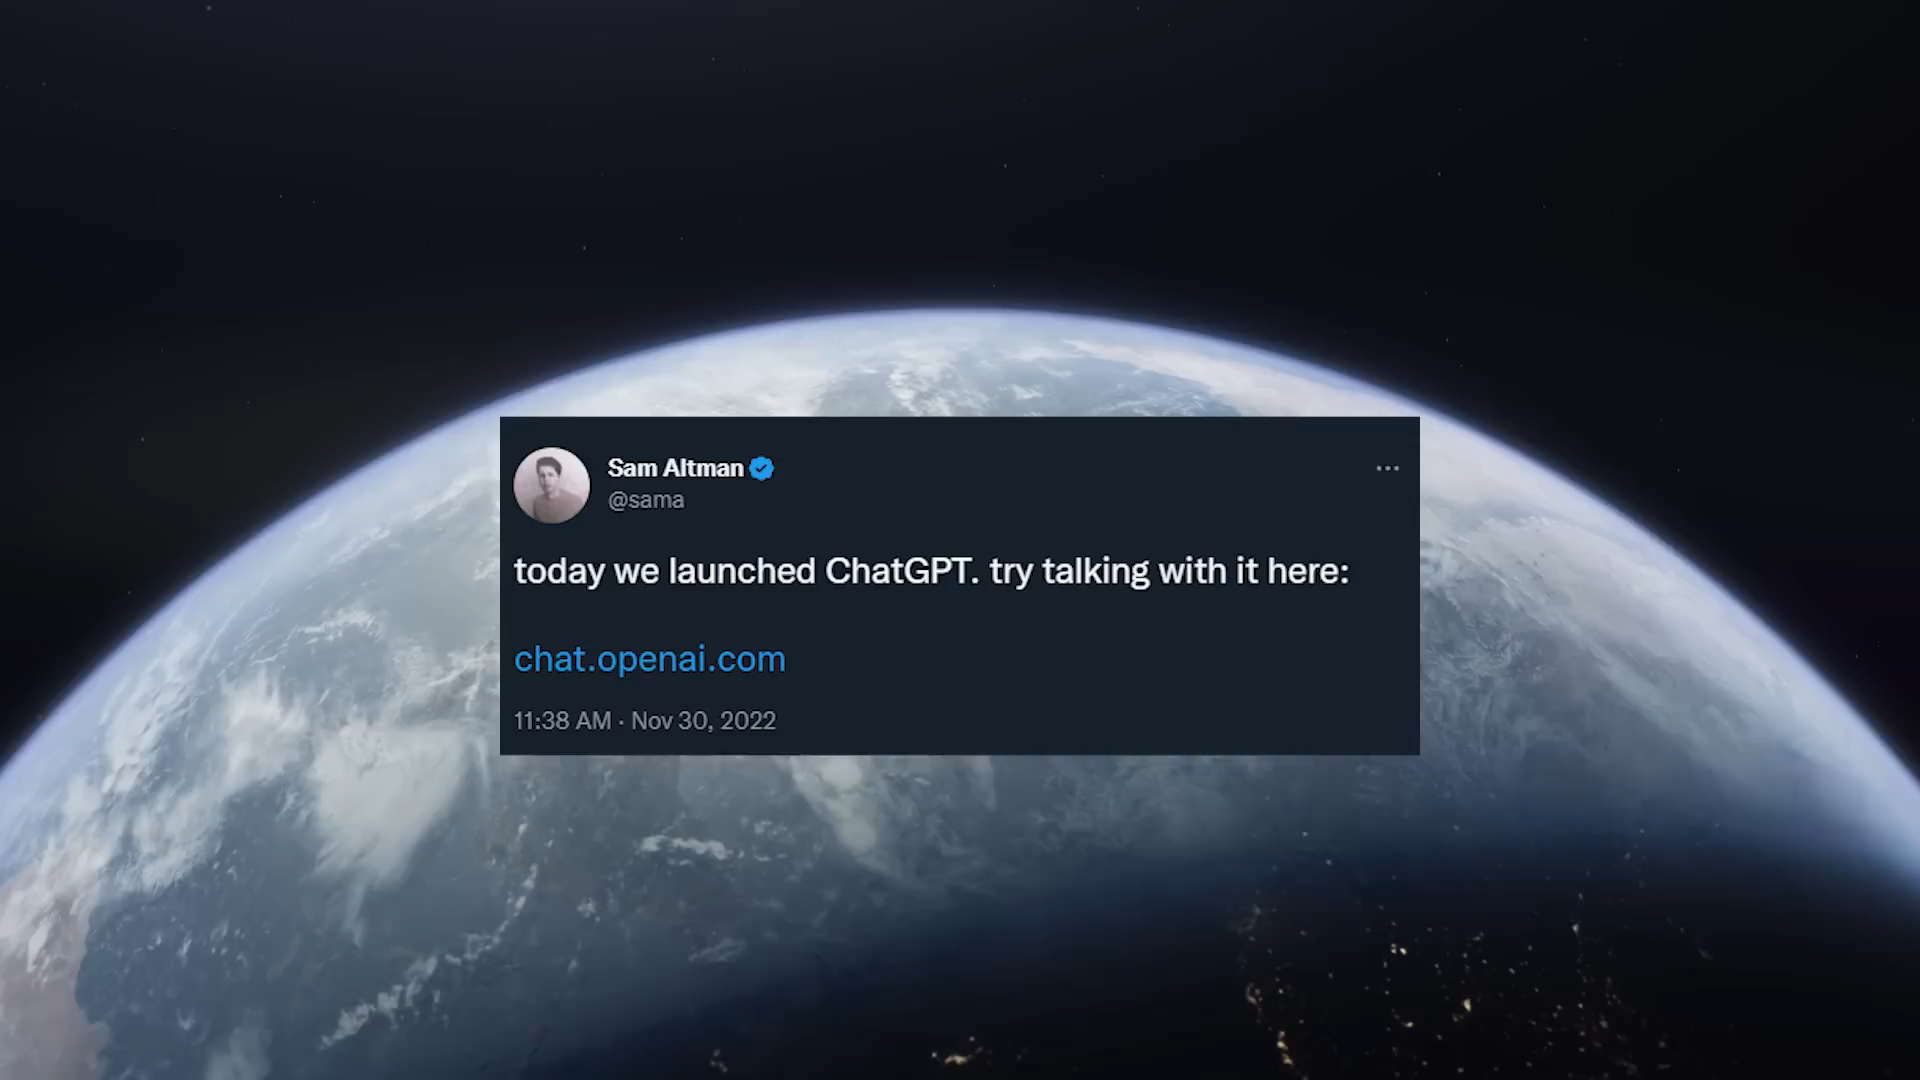 Sam Altman
@sama
today we launched ChatGPT. try talking with it here:
chat.openai.com
11:38 AM · Nov 30, 2022